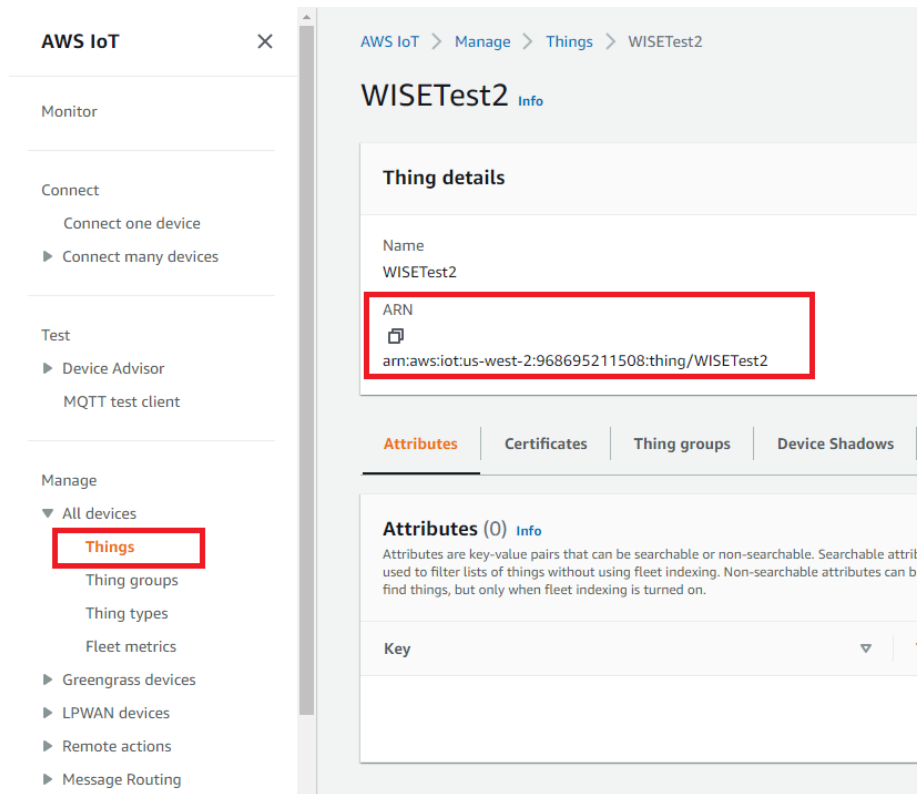 AWS IoT
Monitor
Connect
Connect one device
Connect many devices
Test
Device Advisor
MQTT test client
Manage
All devices
Things
Thing groups
Thing types
Fleet metrics
Greengrass devices
LPWAN devices
Remote actions
Message Routing
AWS IoT > Manage > Things > WISETest2
WISETest2 Info
Thing details
Name
WISETest2
ARN
arn:aws:iot:us-west-2:968695211508:thing/WISETest2
Attributes Certificates Thing groups Device Shadows
Attributes (0) Info
Attributes are key-value pairs that can be searchable or non-searchable. Searchable attrib
used to filter lists of things without using fleet indexing. Non-searchable attributes can b
find things, but only when fleet indexing is turned on.
Key